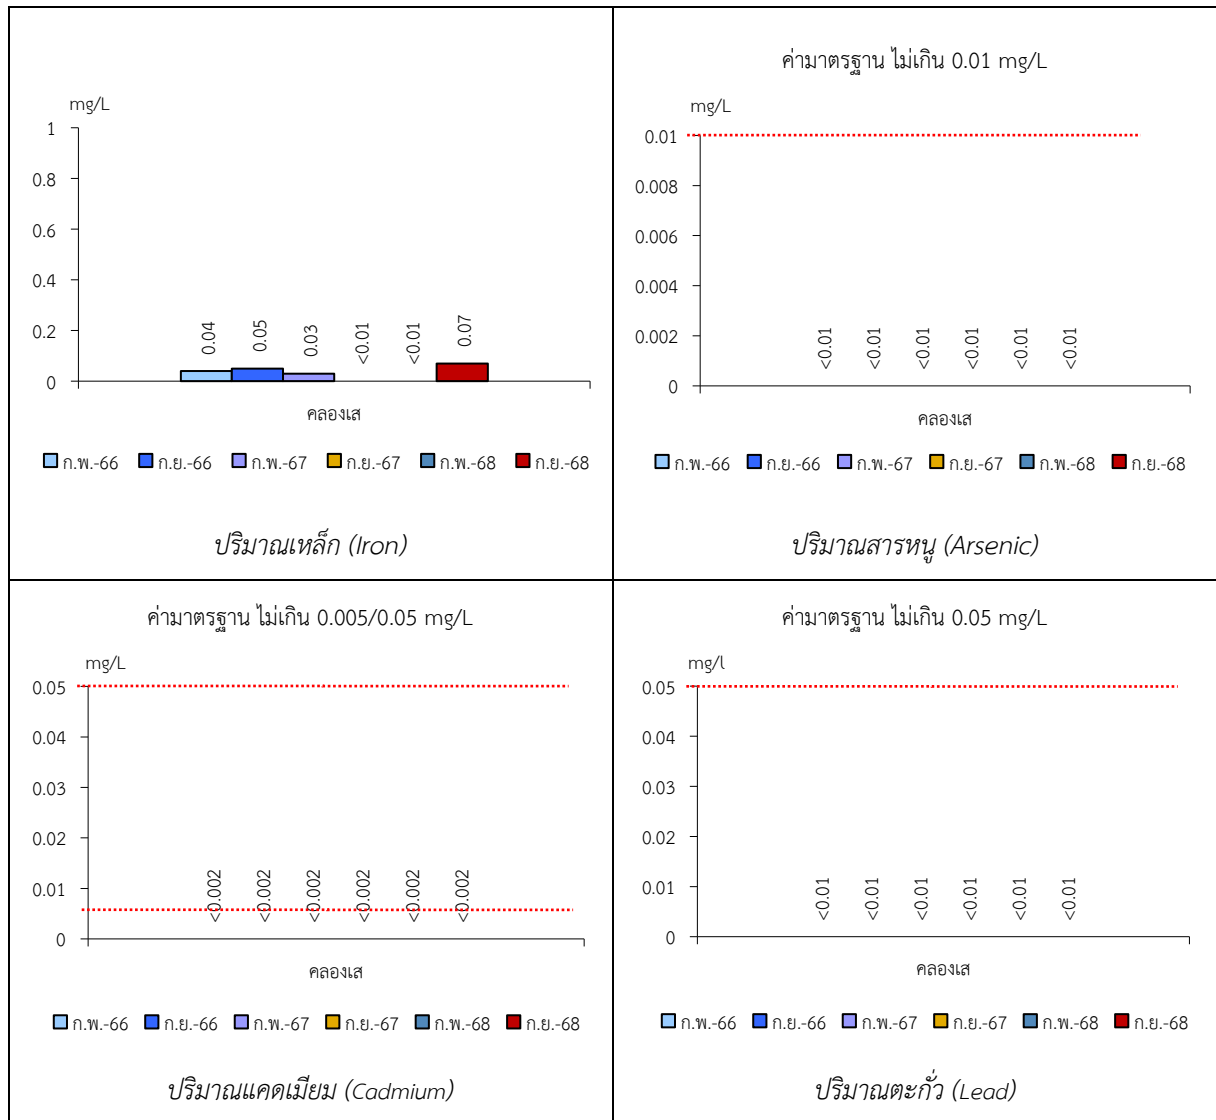 mg/L
1
0.8
0.6
0.4
0.2
0
0.04
0.05
0.03
<0.01
<0.01
0.07
คลองเส
ก.พ.-66 ก.ย.-66 ก.พ.-67 ก.ย.-67 ก.พ.-68 ก.ย.-68
ปริมาณเหล็ก (Iron)
ค่ามาตรฐาน ไม่เกิน 0.01 mg/L
mg/L
0.01
0.008
0.006
0.004
0.002
0
<0.01
<0.01
<0.01
<0.01
<0.01
<0.01
คลองเส
ก.พ.-66 ก.ย.-66 ก.พ.-67 ก.ย.-67 ก.พ.-68 ก.ย.-68
ปริมาณสารหนู (Arsenic)
ค่ามาตรฐาน ไม่เกิน 0.005/0.05 mg/L
mg/L
0.05
0.04
0.03
0.02
0.01
0
<0.002
<0.002
<0.002
<0.002
<0.002
<0.002
คลองเส
ก.พ.-66 ก.ย.-66 ก.พ.-67 ก.ย.-67 ก.พ.-68 ก.ย.-68
ปริมาณแคดเมียม (Cadmium)
ค่ามาตรฐาน ไม่เกิน 0.05 mg/L
mg/l
0.05
0.04
0.03
0.02
0.01
0
<0.01
<0.01
<0.01
<0.01
<0.01
<0.01
คลองเส
ก.พ.-66 ก.ย.-66 ก.พ.-67 ก.ย.-67 ก.พ.-68 ก.ย.-68
ปริมาณตะกั่ว (Lead)